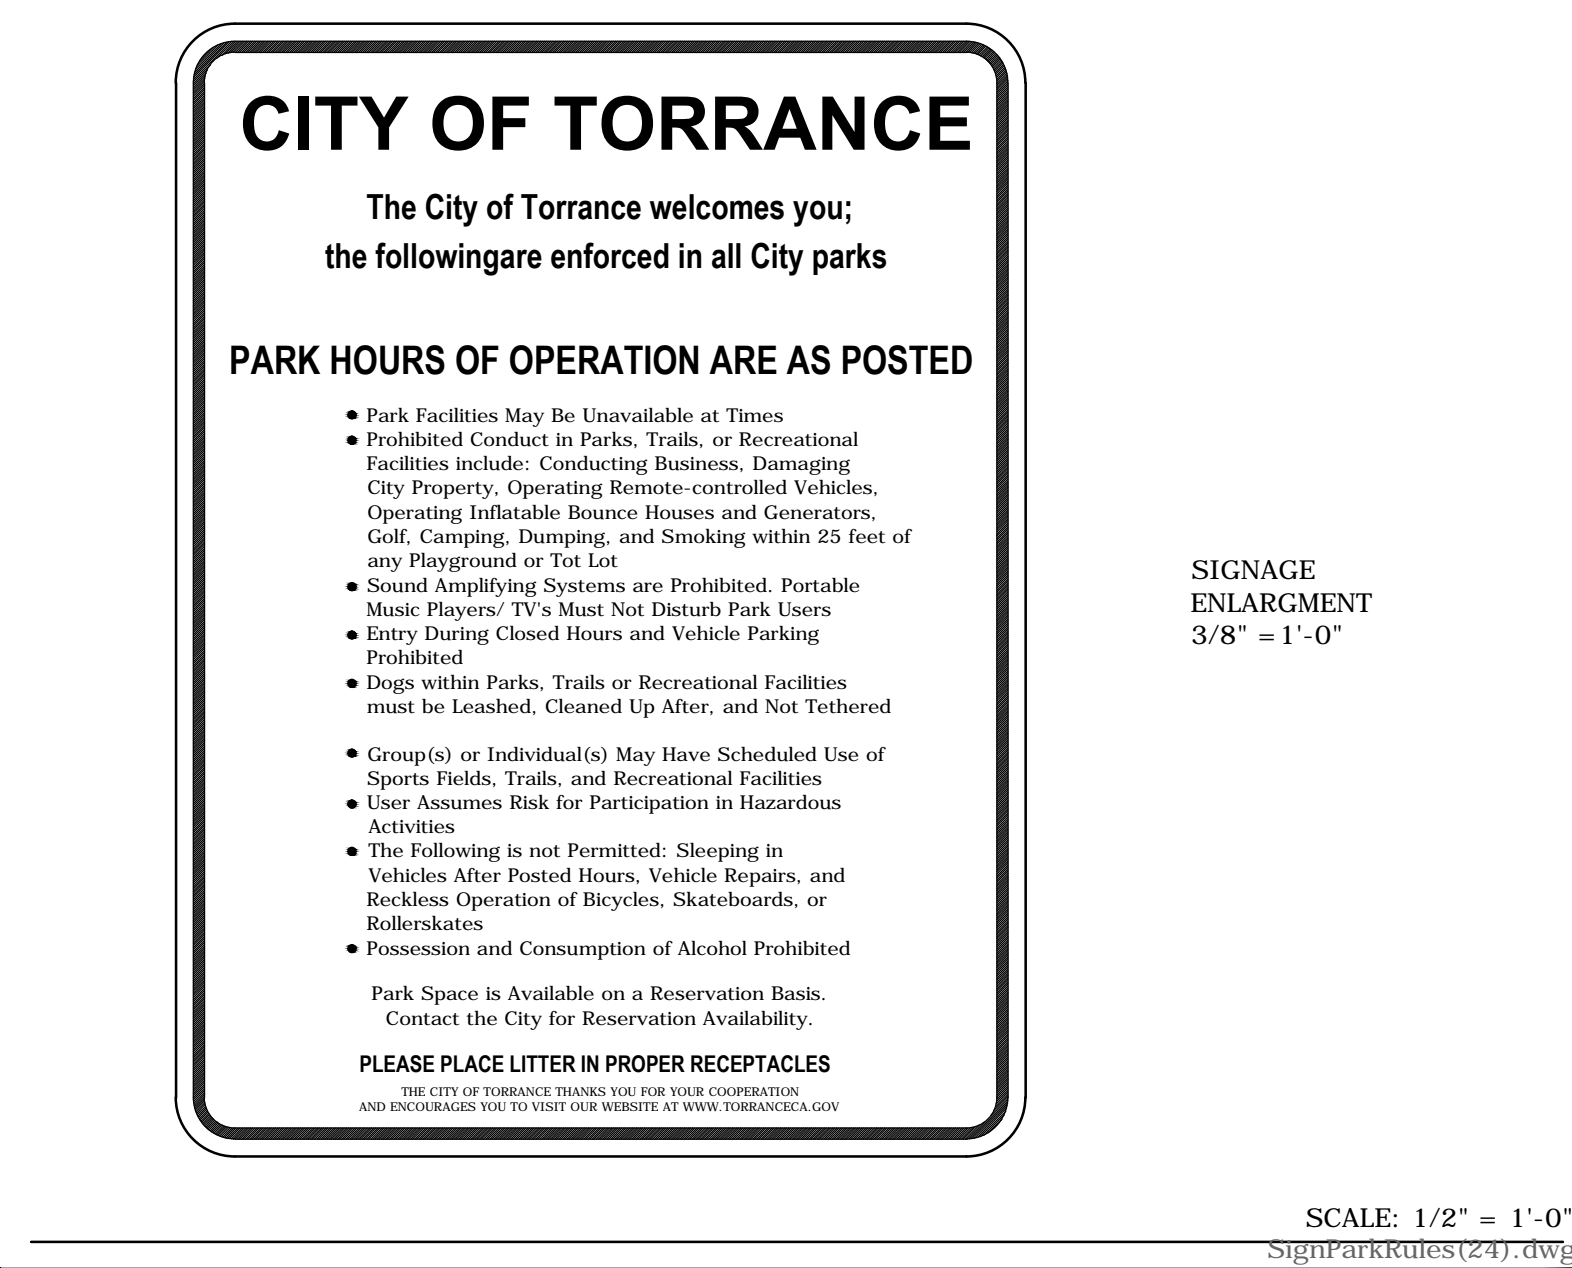 CITY OF TORRANCE
The City of Torrance welcomes you;
the followingare enforced in all City parks
PARK HOURS OF OPERATION ARE AS POSTED
Park Facilities May Be Unavailable at Times
Prohibited Conduct in Parks, Trails, or Recreational
Facilities include: Conducting Business, Damaging
City Property, Operating Remote-controlled Vehicles,
Operating Inflatable Bounce Houses and Generators,
Golf, Camping, Dumping, and Smoking within 25 feet of
any Playground or Tot Lot
Sound Amplifying Systems are Prohibited. Portable
Music Players/ TV's Must Not Disturb Park Users
Entry During Closed Hours and Vehicle Parking
Prohibited
Dogs within Parks, Trails or Recreational Facilities
must be Leashed, Cleaned Up After, and Not Tethered
Group(s) or Individual(s) May Have Scheduled Use of
Sports Fields, Trails, and Recreational Facilities
User Assumes Risk for Participation in Hazardous
Activities
The Following is not Permitted: Sleeping in
Vehicles After Posted Hours, Vehicle Repairs, and
Reckless Operation of Bicycles, Skateboards, or
Rollerskates
Possession and Consumption of Alcohol Prohibited
Park Space is Available on a Reservation Basis.
Contact the City for Reservation Availability.
PLEASE PLACE LITTER IN PROPER RECEPTACLES
THE CITY OF TORRANCE THANKS YOU FOR YOUR COOPERATION
AND ENCOURAGES YOU TO VISIT OUR WEBSITE AT WWW.TORRANCECA.GOV
SIGNAGE
ENLARGMENT
3/8" =1'-0"
SCALE: 1/2" = 1'-0"
SignParkRules(24).dwg